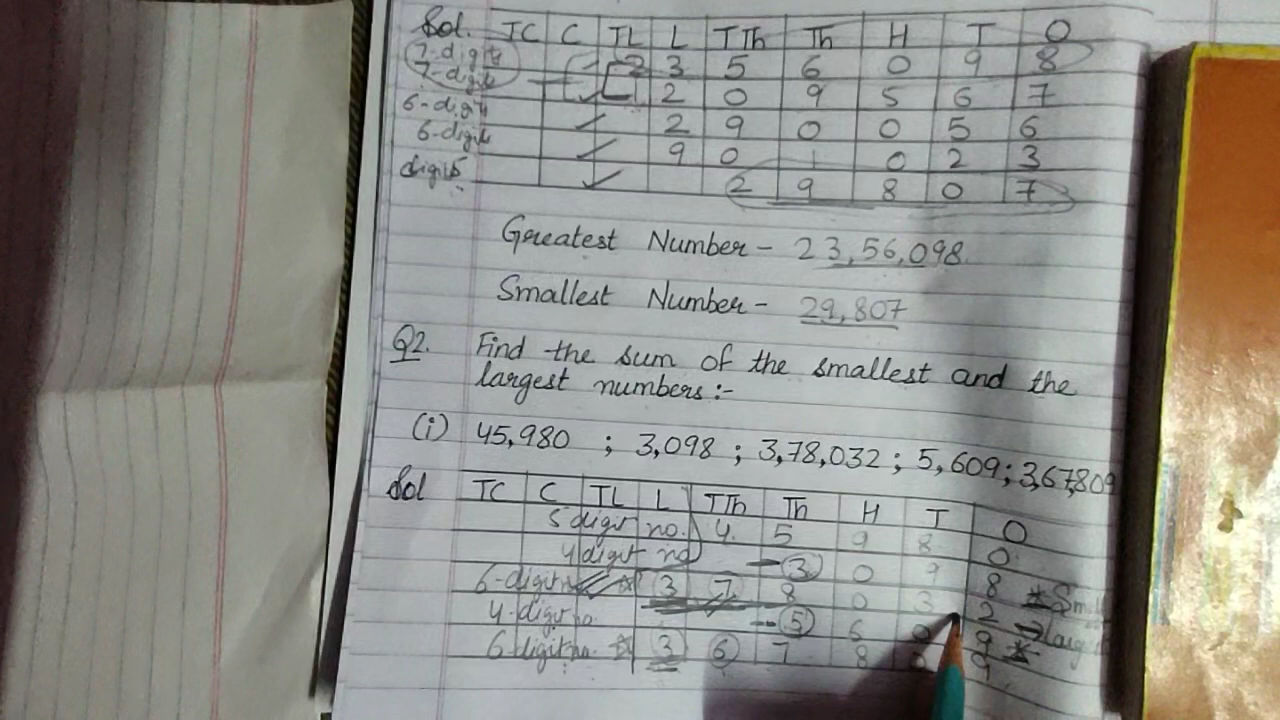 Sol. TC C TL L TTh Th H T O
7-digits 2 3 5 6 0 9 8
7-digits 1 2 0 9 5 6 7
6-digits 2 9 0 0 5 6
6-digits 9 0 1 0 2 3
digits 2 9 8 0 7
Greatest Number - 23,56,098
Smallest Number - 29,807
Q2. Find the sum of the smallest and the
largest numbers:-
(i) 45,980 ; 3,098 ; 3,78,032 ; 5,609 ; 3,67,809
Sol TC C TL L TTh Th H T O
5 digit no. 4 5 9 8 0
4 digit no 3 0 9 8
6-digit 3 7 8 0 3 2
4-digit no. 5 6 0 9
6 digit no. 3 6 7 8 0 9